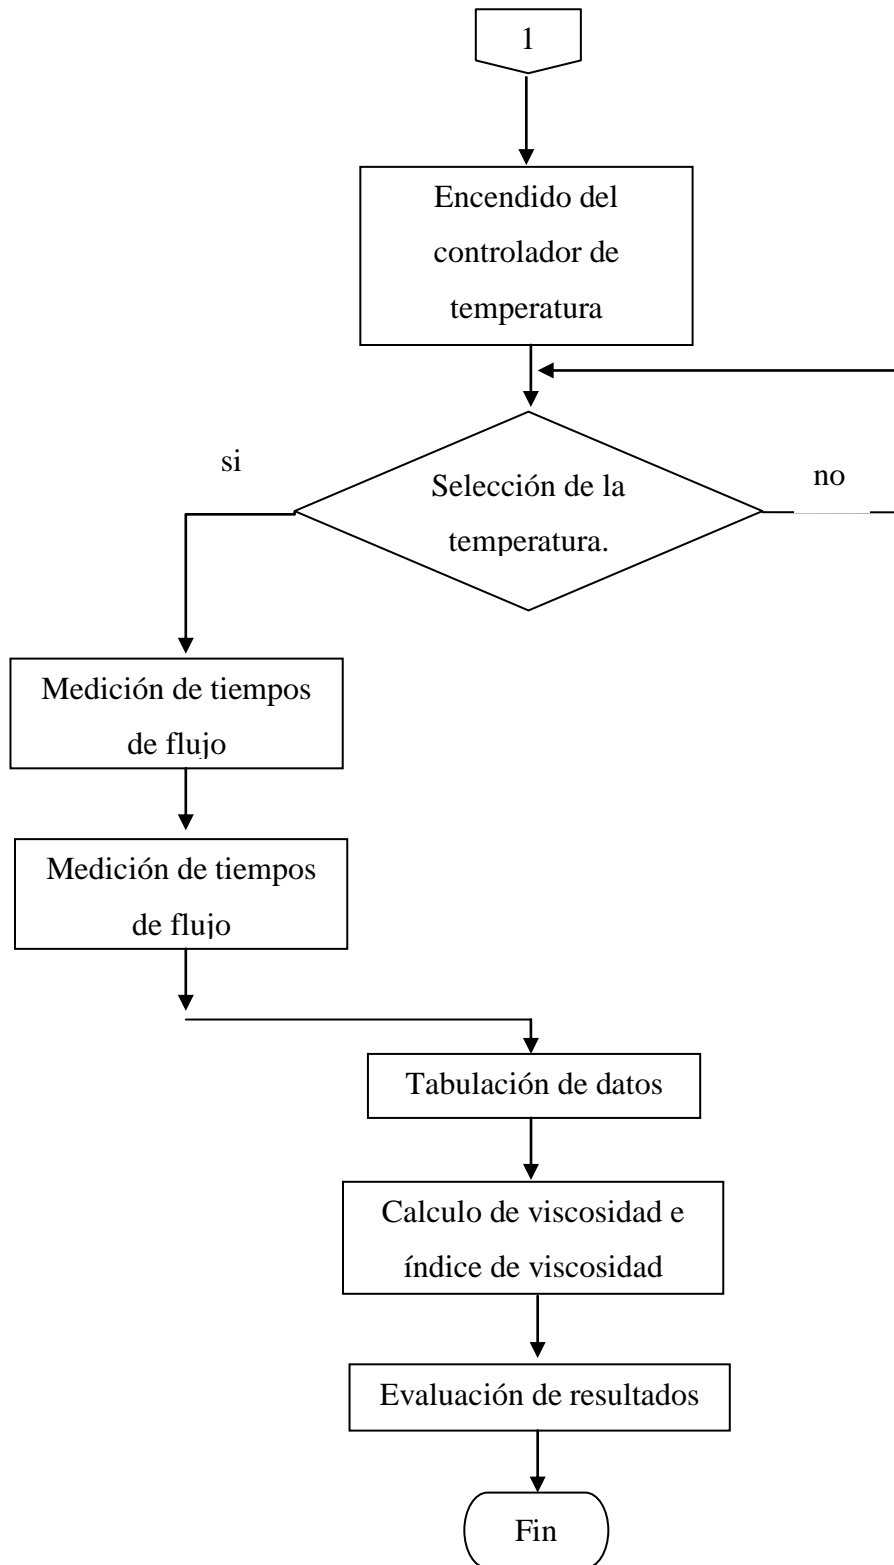 1
Encendido del
controlador de
temperatura
si
Selección de la
temperatura.
no
Medición de tiempos
de flujo
Medición de tiempos
de flujo
Tabulación de datos
Calculo de viscosidad e
índice de viscosidad
Evaluación de resultados
Fin